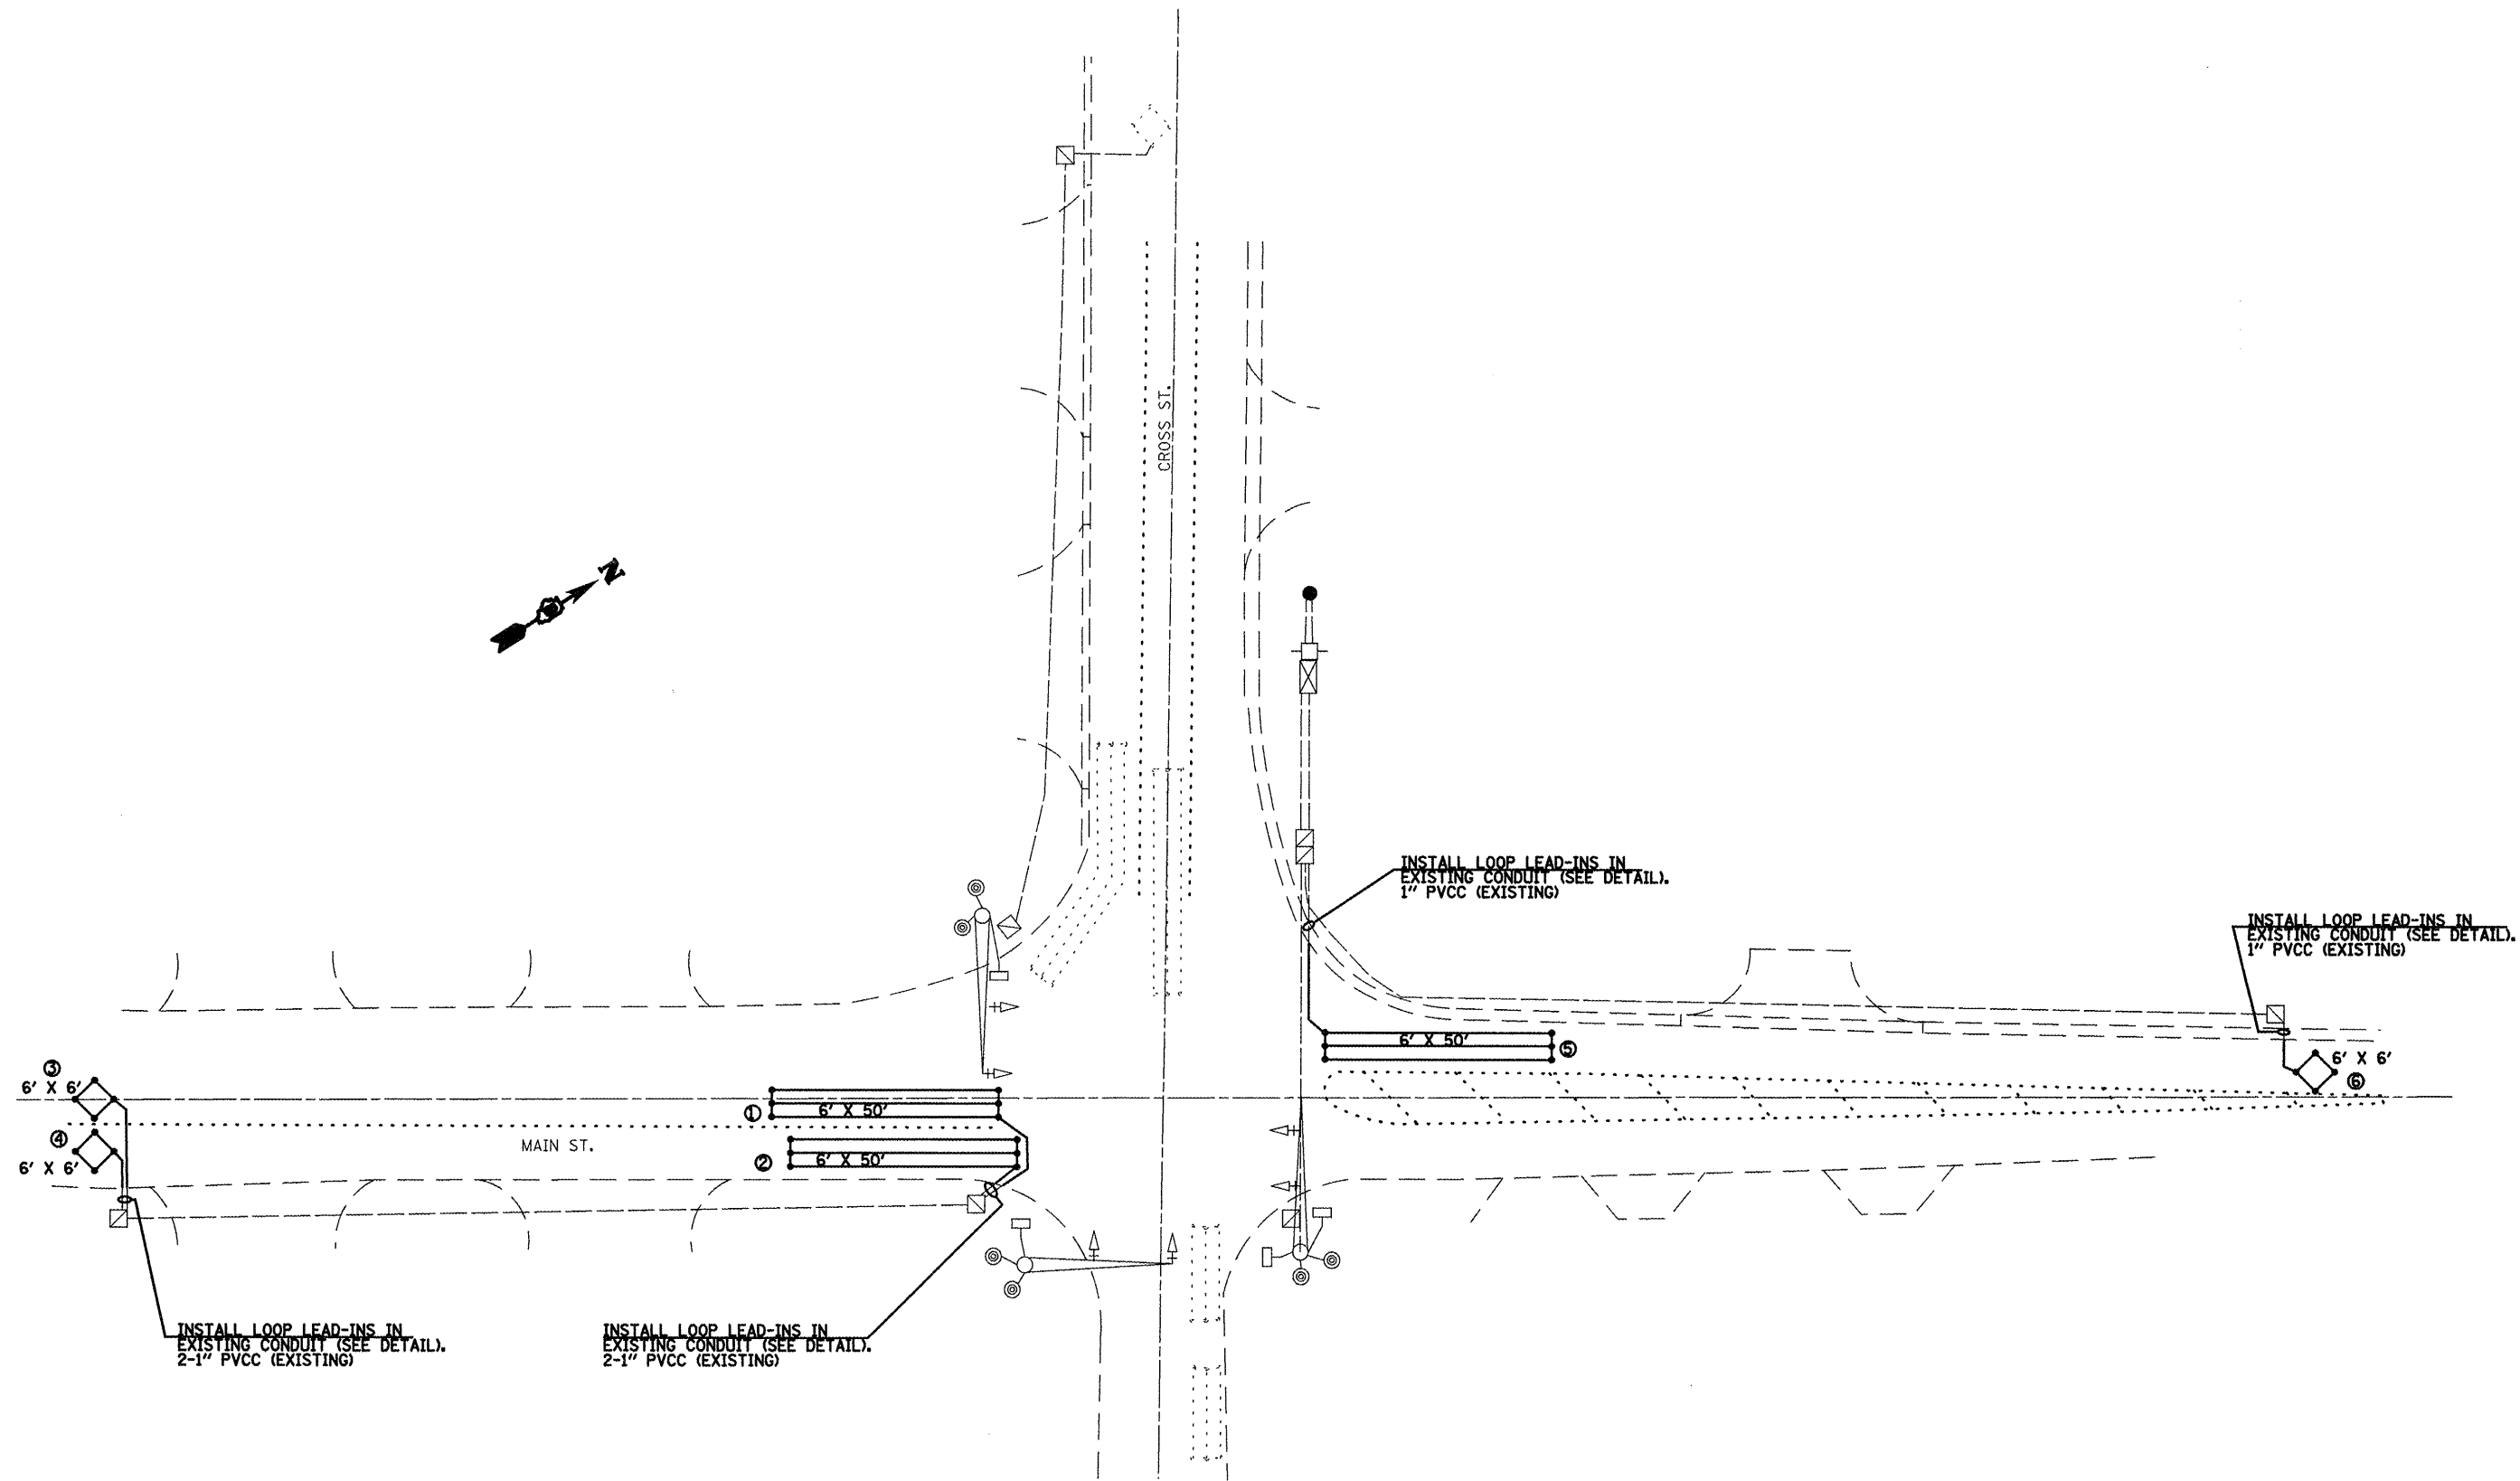 CROSS ST.
N
INSTALL LOOP LEAD-INS IN
EXISTING CONDUIT (SEE DETAIL).
1" PVCC (EXISTING)
INSTALL LOOP LEAD-INS IN
EXISTING CONDUIT (SEE DETAIL).
1" PVCC (EXISTING)
6' X 50'
5
6' X 6'
6
3
6' X 6'
1
6' X 50'
4
6' X 6'
MAIN ST.
2
6' X 50'
INSTALL LOOP LEAD-INS IN
EXISTING CONDUIT (SEE DETAIL).
2-1" PVCC (EXISTING)
INSTALL LOOP LEAD-INS IN
EXISTING CONDUIT (SEE DETAIL).
2-1" PVCC (EXISTING)